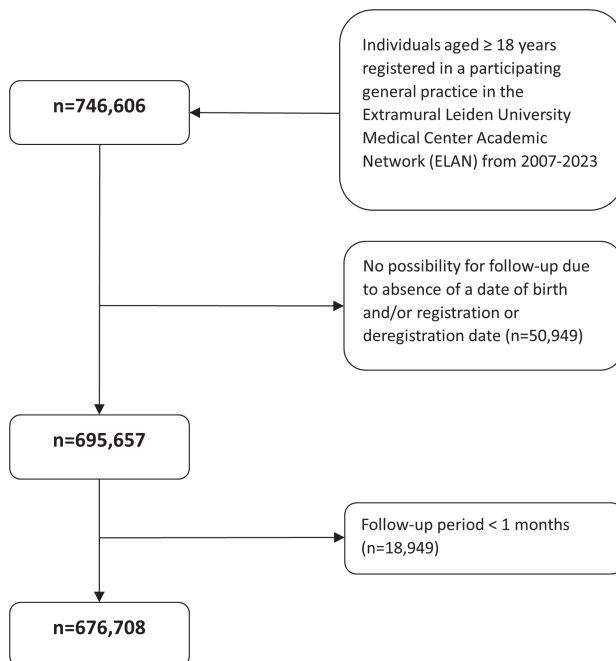 Individuals aged ≥ 18 years
registered in a participating
general practice in the
Extramural Leiden University
Medical Center Academic
Network (ELAN) from 2007-2023
n=746,606
No possibility for follow-up due
to absence of a date of birth
and/or registration or
deregistration date (n=50,949)
n=695,657
Follow-up period < 1 months
(n=18,949)
n=676,708